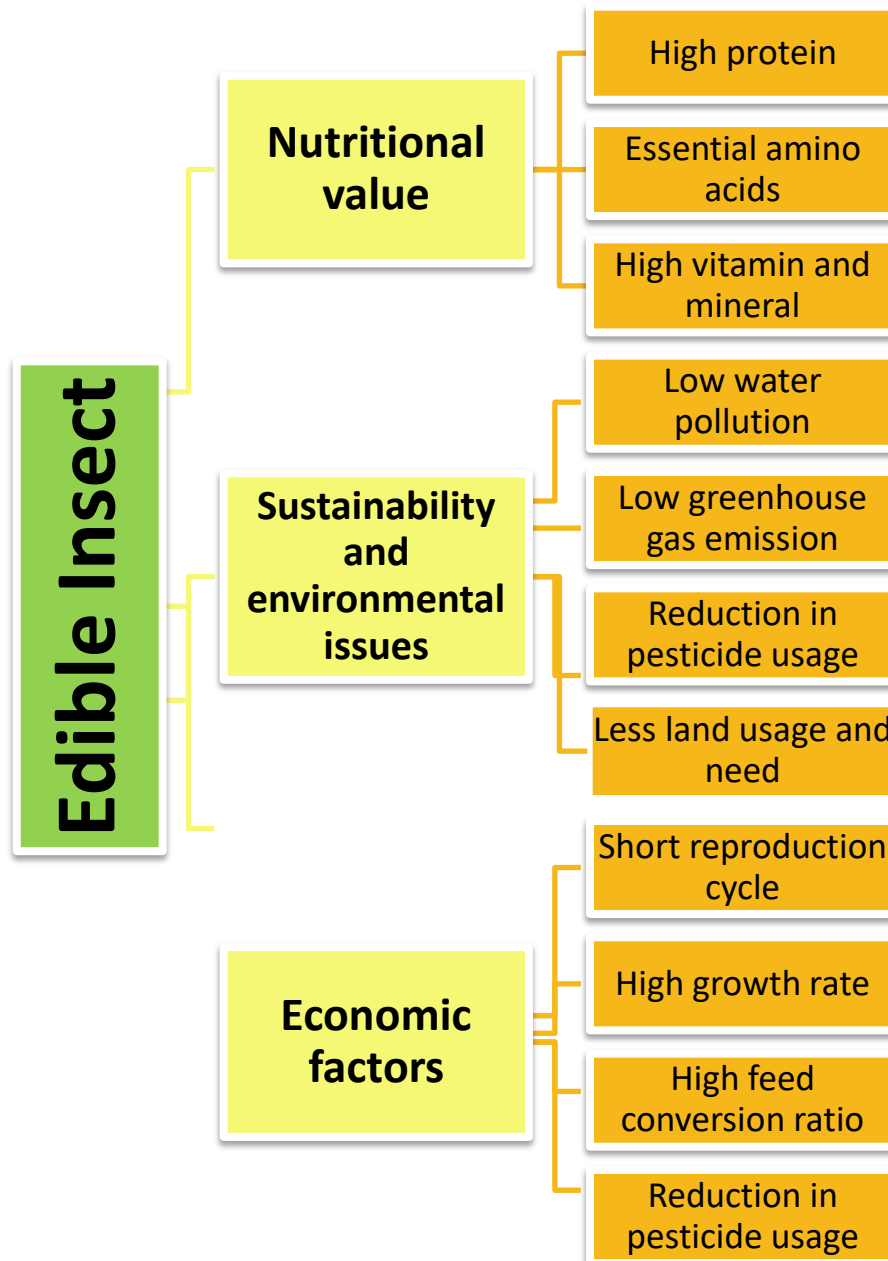 Edible Insect
Nutritional
value
High protein
Essential amino
acids
High vitamin and
mineral
Sustainability
and
environmental
issues
Low water
pollution
Low greenhouse
gas emission
Reduction in
pesticide usage
Less land usage and
need
Economic
factors
Short reproduction
cycle
High growth rate
High feed
conversion ratio
Reduction in
pesticide usage